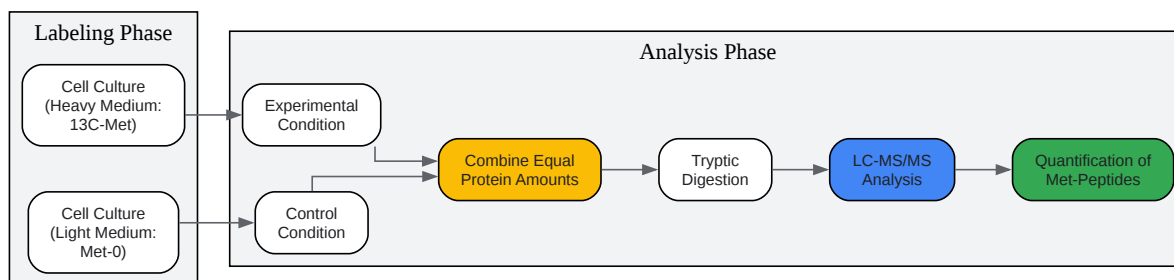 Labeling Phase
Cell Culture
(Heavy Medium:
13C-Met)
Cell Culture
(Light Medium:
Met-0)
Analysis Phase
Experimental
Condition
Control
Condition
Combine Equal
Protein Amounts
Tryptic
Digestion
LC-MS/MS
Analysis
Quantification of
Met-Peptides